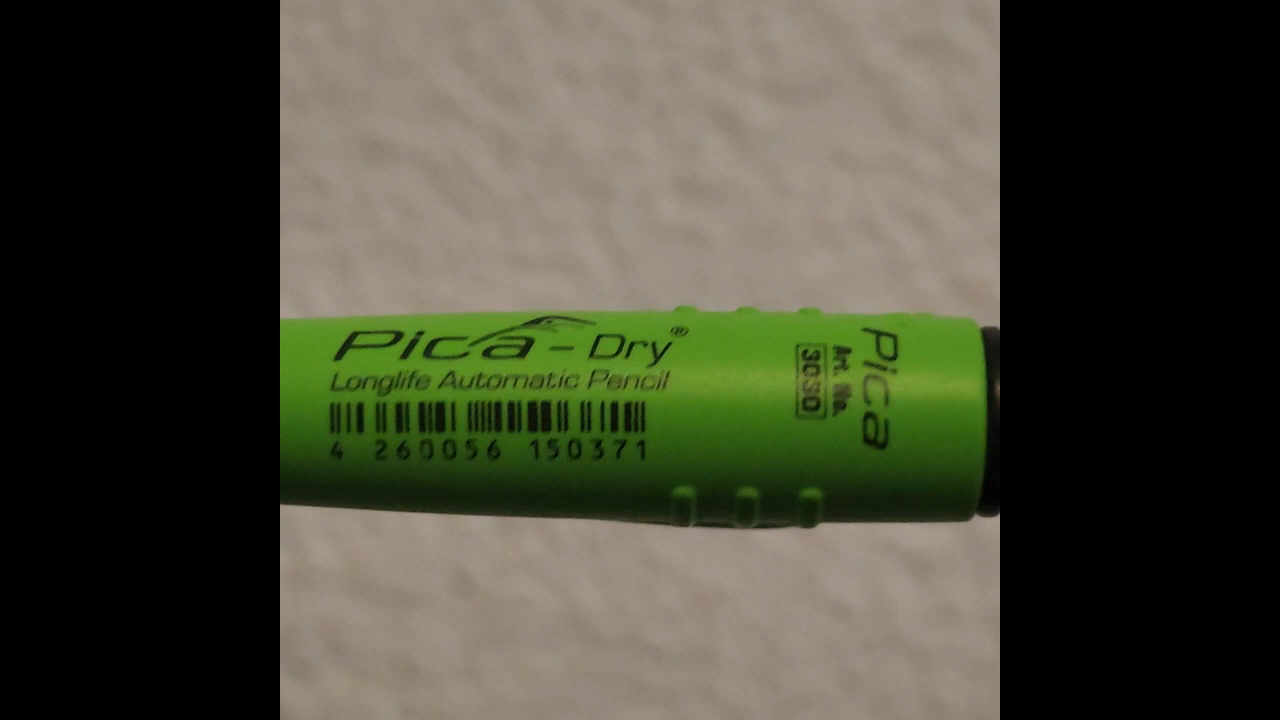 Pica-Dry®
Longlife Automatic Pencil
4 260056 150371
Pica
Art. No.
3030